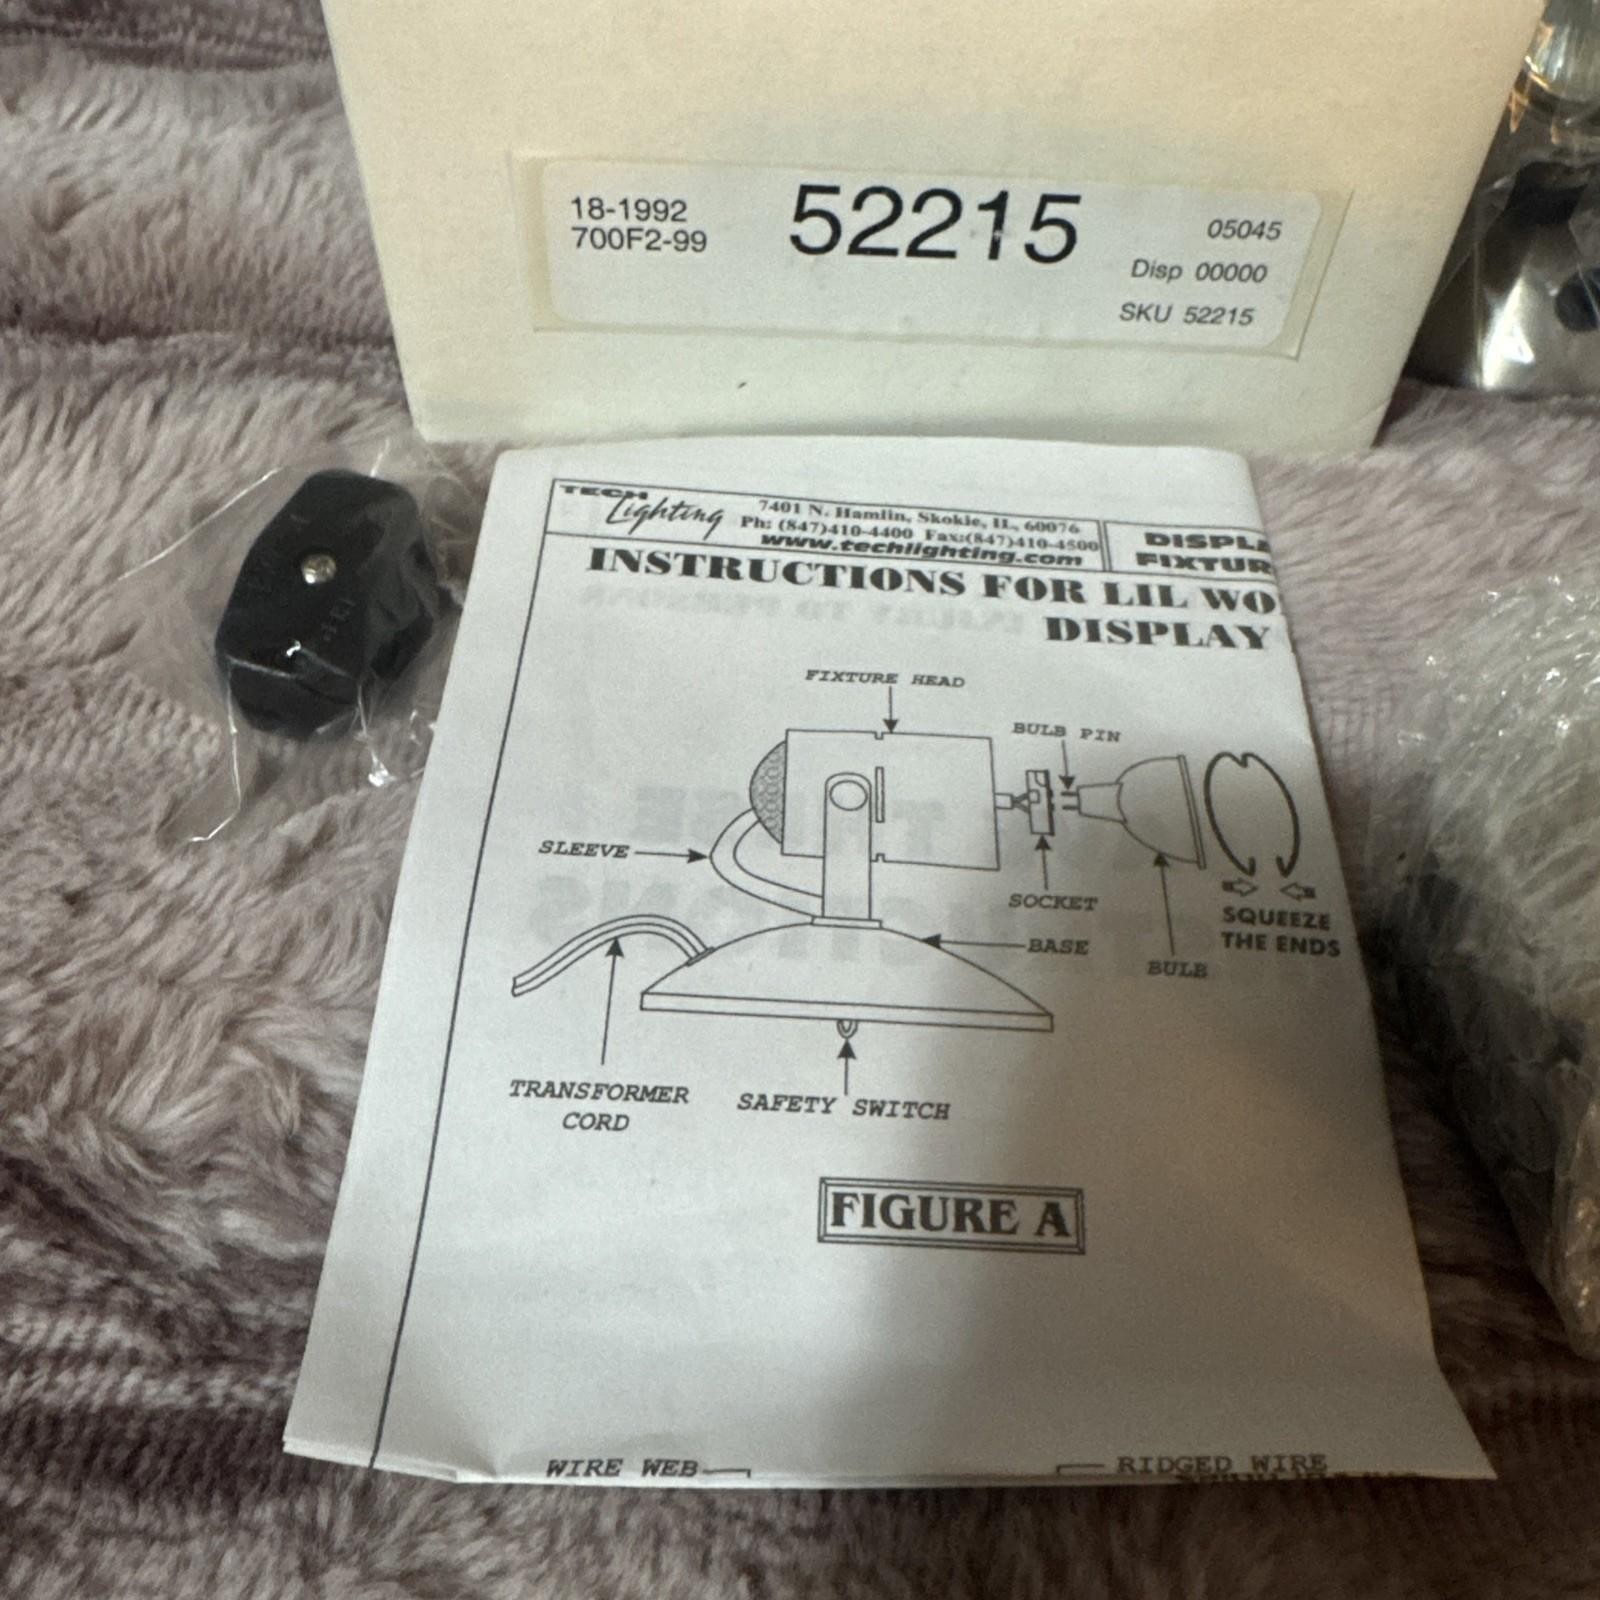 18-1992
700F2-99
52215
05045
Disp 00000
SKU 52215
TECH
Lighting
7401 N. Hamlin, Skokie, IL, 60076
Ph: (847)410-4400 Fax:(847)410-4500
www.techlighting.com
DISPLA
FIXTUR
INSTRUCTIONS FOR LIL WO
DISPLAY
FIXTURE HEAD
BULB PIN
SLEEVE
SOCKET
SQUEEZE
THE ENDS
BASE
BULB
TRANSFORMER
CORD
SAFETY SWITCH
FIGURE A
WIRE WEB
RIDGED WIRE